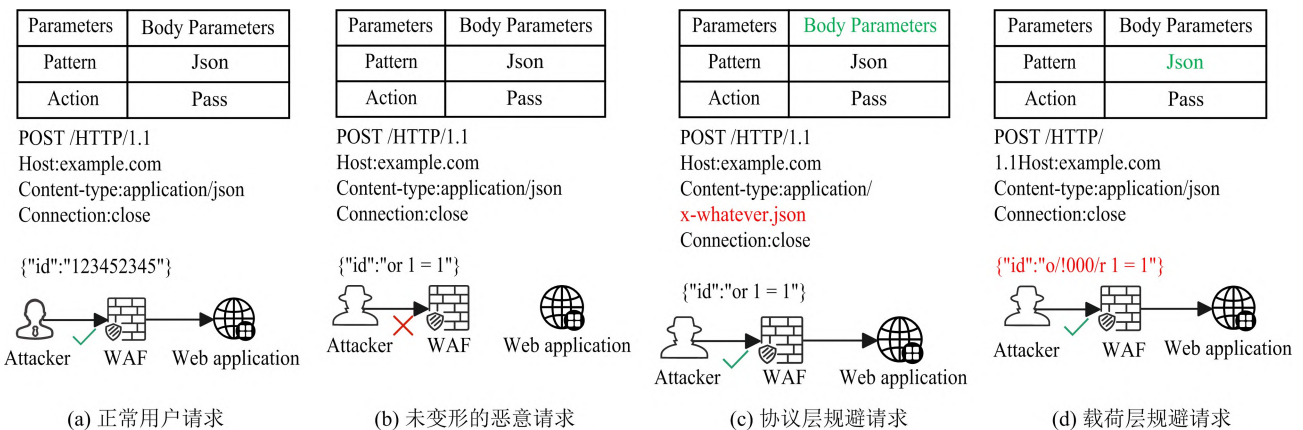 Parameters Body Parameters
Pattern Json
Action Pass
POST /HTTP/1.1
Host:example.com
Content-type:application/json
Connection:close
{"id":"123452345"}
Attacker WAF Web application
(a) 正常用户请求
Parameters Body Parameters
Pattern Json
Action Pass
POST /HTTP/1.1
Host:example.com
Content-type:application/json
Connection:close
{"id":"or 1 = 1"}
Attacker WAF Web application
(b) 未变形的恶意请求
Parameters Body Parameters
Pattern Json
Action Pass
POST /HTTP/1.1
Host:example.com
Content-type:application/
x-whatever.json
Connection:close
{"id":"or 1 = 1"}
Attacker WAF Web application
(c) 协议层规避请求
Parameters Body Parameters
Pattern Json
Action Pass
POST /HTTP/
1.1Host:example.com
Content-type:application/json
Connection:close
{"id":"o/!000/r 1 = 1"}
Attacker WAF Web application
(d) 载荷层规避请求